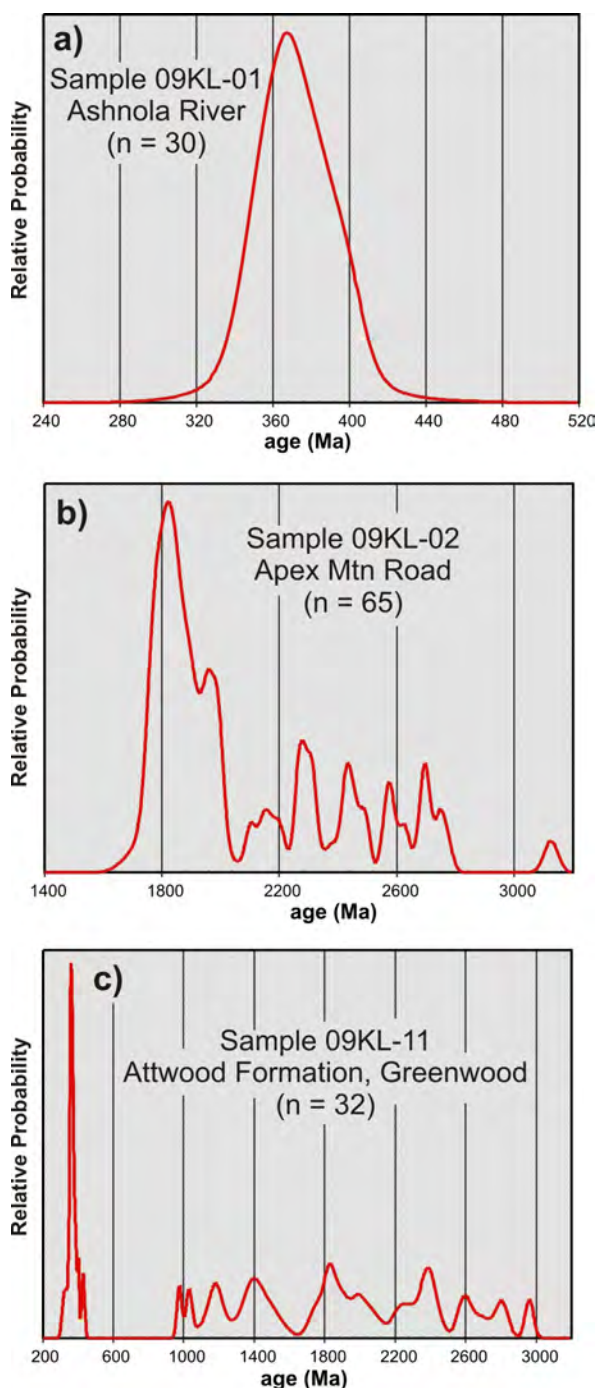 a)
Sample 09KL-01
Ashnola River
(n = 30)
Relative Probability
240 280 320 360 400 440 480 520
age (Ma)
b)
Sample 09KL-02
Apex Mtn Road
(n = 65)
Relative Probability
1400 1800 2200 2600 3000
age (Ma)
c)
Sample 09KL-11
Attwood Formation, Greenwood
(n = 32)
Relative Probability
200 600 1000 1400 1800 2200 2600 3000
age (Ma)